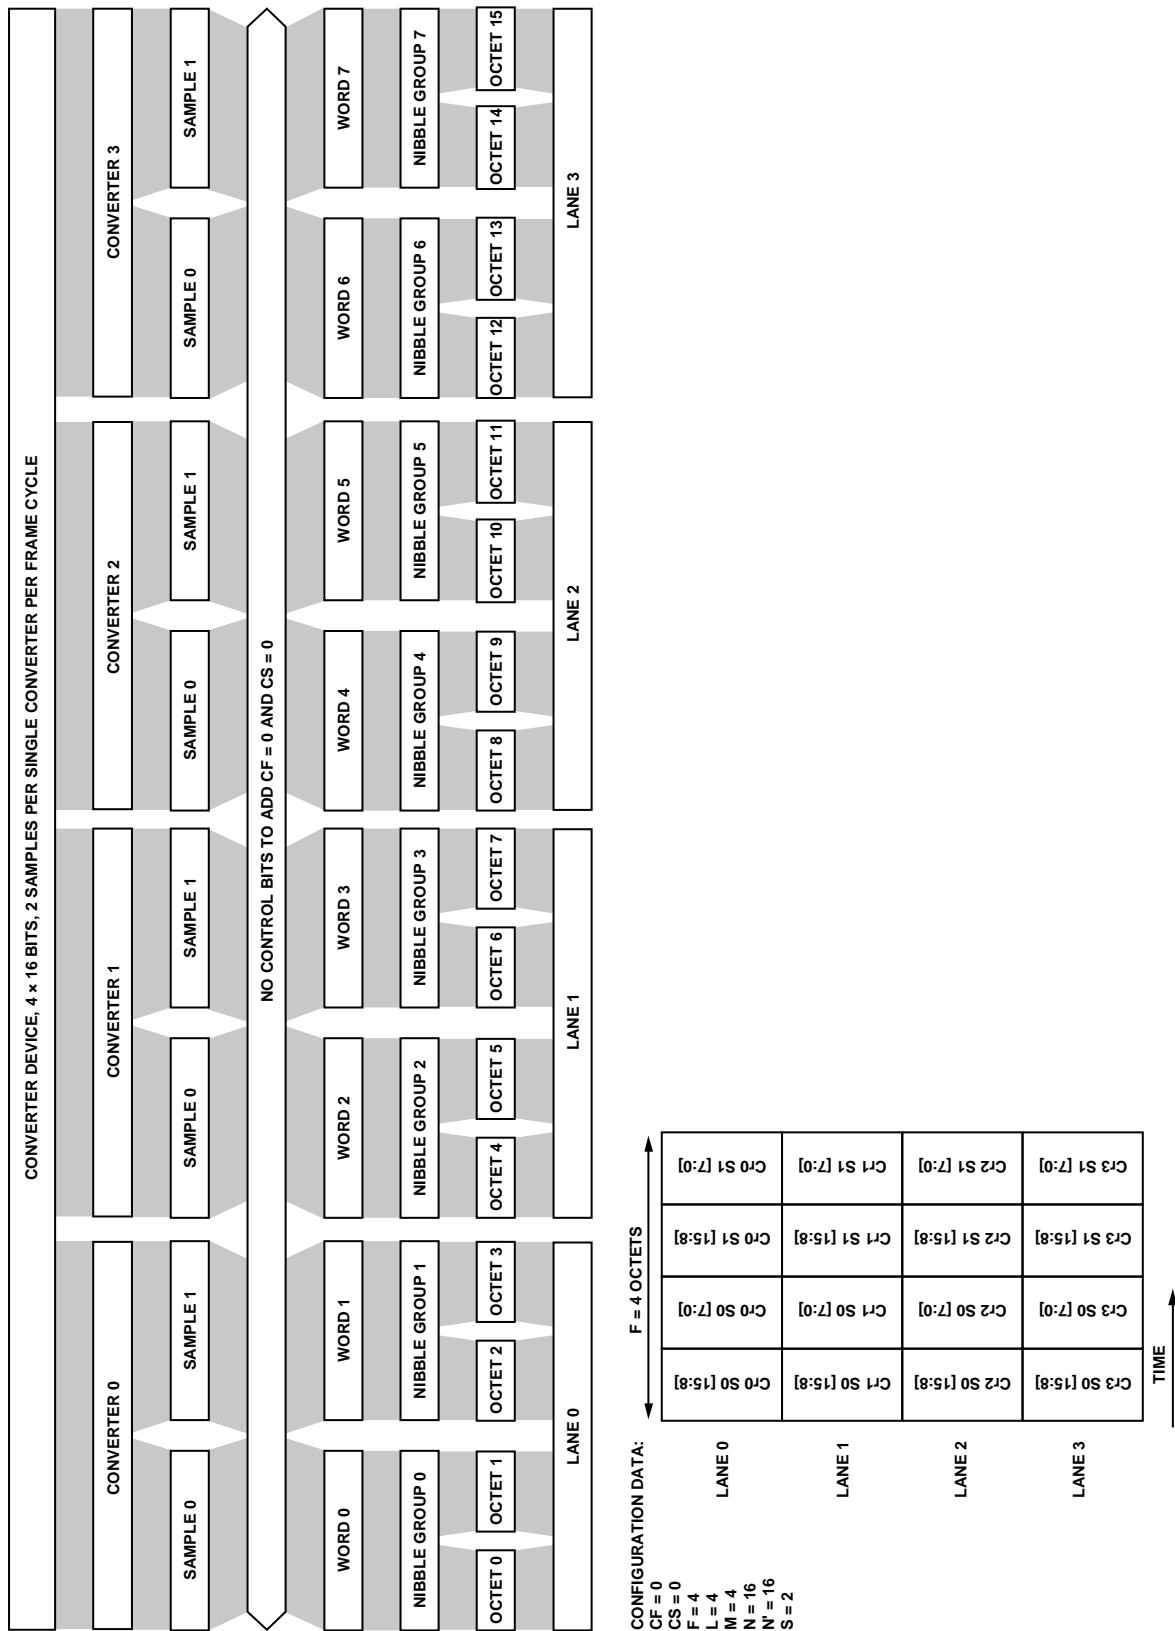 CONVERTER DEVICE, 4 × 16 BITS, 2 SAMPLES PER SINGLE CONVERTER PER FRAME CYCLE
CONVERTER 0
CONVERTER 1
CONVERTER 2
CONVERTER 3
SAMPLE 0
SAMPLE 1
SAMPLE 0
SAMPLE 1
SAMPLE 0
SAMPLE 1
SAMPLE 0
SAMPLE 1
NO CONTROL BITS TO ADD CF = 0 AND CS = 0
WORD 0
WORD 1
WORD 2
WORD 3
WORD 4
WORD 5
WORD 6
WORD 7
NIBBLE GROUP 0
NIBBLE GROUP 1
NIBBLE GROUP 2
NIBBLE GROUP 3
NIBBLE GROUP 4
NIBBLE GROUP 5
NIBBLE GROUP 6
NIBBLE GROUP 7
OCTET 0
OCTET 1
OCTET 2
OCTET 3
OCTET 4
OCTET 5
OCTET 6
OCTET 7
OCTET 8
OCTET 9
OCTET 10
OCTET 11
OCTET 12
OCTET 13
OCTET 14
OCTET 15
LANE 0
LANE 1
LANE 2
LANE 3
CONFIGURATION DATA:
CF = 0
CS = 0
F = 4
L = 4
M = 4
N = 16
N' = 16
S = 2
F = 4 OCTETS
LANE 0
Cr0 S0 [15:8]
Cr0 S0 [7:0]
Cr0 S1 [15:8]
Cr0 S1 [7:0]
LANE 1
Cr1 S0 [15:8]
Cr1 S0 [7:0]
Cr1 S1 [15:8]
Cr1 S1 [7:0]
LANE 2
Cr2 S0 [15:8]
Cr2 S0 [7:0]
Cr2 S1 [15:8]
Cr2 S1 [7:0]
LANE 3
Cr3 S0 [15:8]
Cr3 S0 [7:0]
Cr3 S1 [15:8]
Cr3 S1 [7:0]
TIME